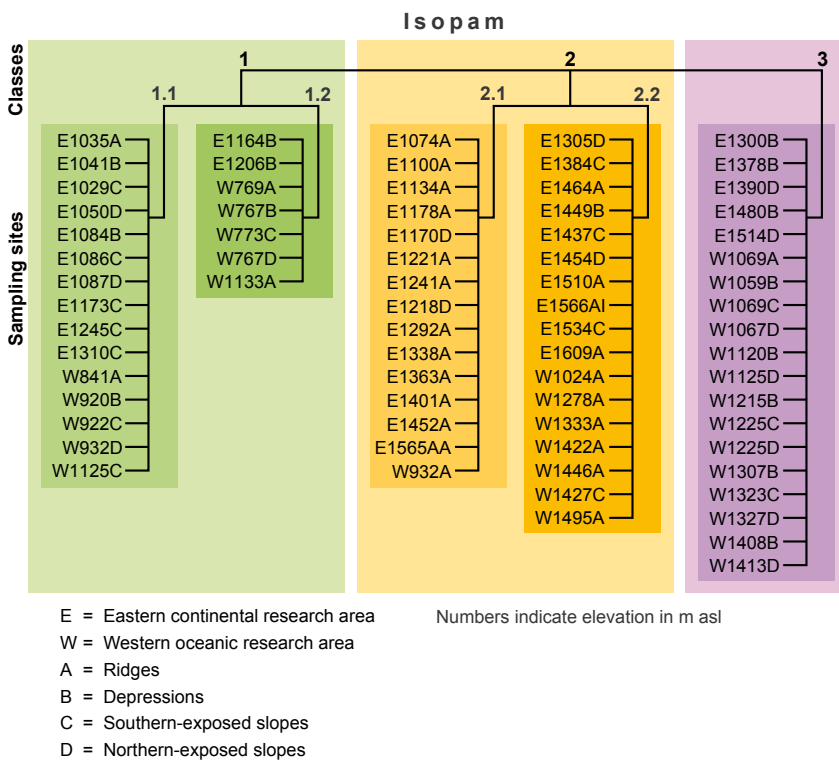 Isopam
Classes
1
2
3
1.1
1.2
2.1
2.2
Sampling sites
E1035A
E1041B
E1029C
E1050D
E1084B
E1086C
E1087D
E1173C
E1245C
E1310C
W841A
W920B
W922C
W932D
W1125C
E1164B
E1206B
W769A
W767B
W773C
W767D
W1133A
E1074A
E1100A
E1134A
E1178A
E1170D
E1221A
E1241A
E1218D
E1292A
E1338A
E1363A
E1401A
E1452A
E1565AA
W932A
E1305D
E1384C
E1464A
E1449B
E1437C
E1454D
E1510A
E1566AI
E1534C
E1609A
W1024A
W1278A
W1333A
W1422A
W1446A
W1427C
W1495A
E1300B
E1378B
E1390D
E1480B
E1514D
W1069A
W1059B
W1069C
W1067D
W1120B
W1125D
W1215B
W1225C
W1225D
W1307B
W1323C
W1327D
W1408B
W1413D
E = Eastern continental research area
W = Western oceanic research area
A = Ridges
B = Depressions
C = Southern-exposed slopes
D = Northern-exposed slopes
Numbers indicate elevation in m asl